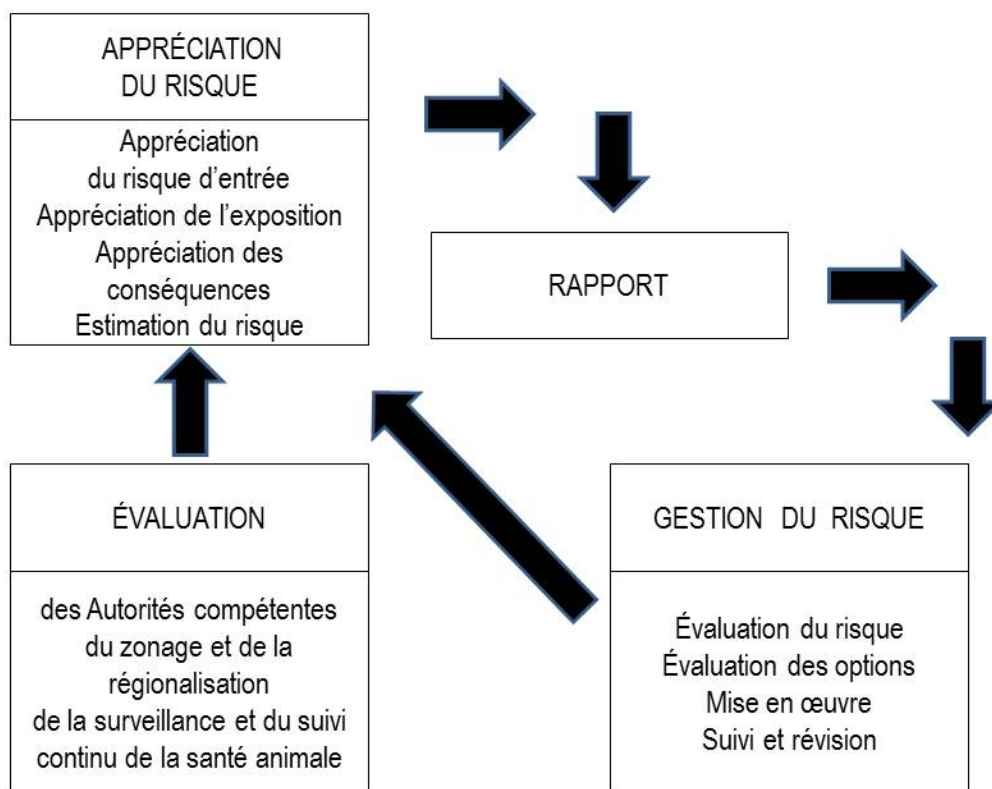 APPRÉCIATION
DU RISQUE
Appréciation
du risque d’entrée
Appréciation de l’exposition
Appréciation des
conséquences
Estimation du risque
RAPPORT
ÉVALUATION
des Autorités compétentes
du zonage et de la
régionalisation
de la surveillance et du suivi
continu de la santé animale
GESTION DU RISQUE
Évaluation du risque
Évaluation des options
Mise en œuvre
Suivi et révision